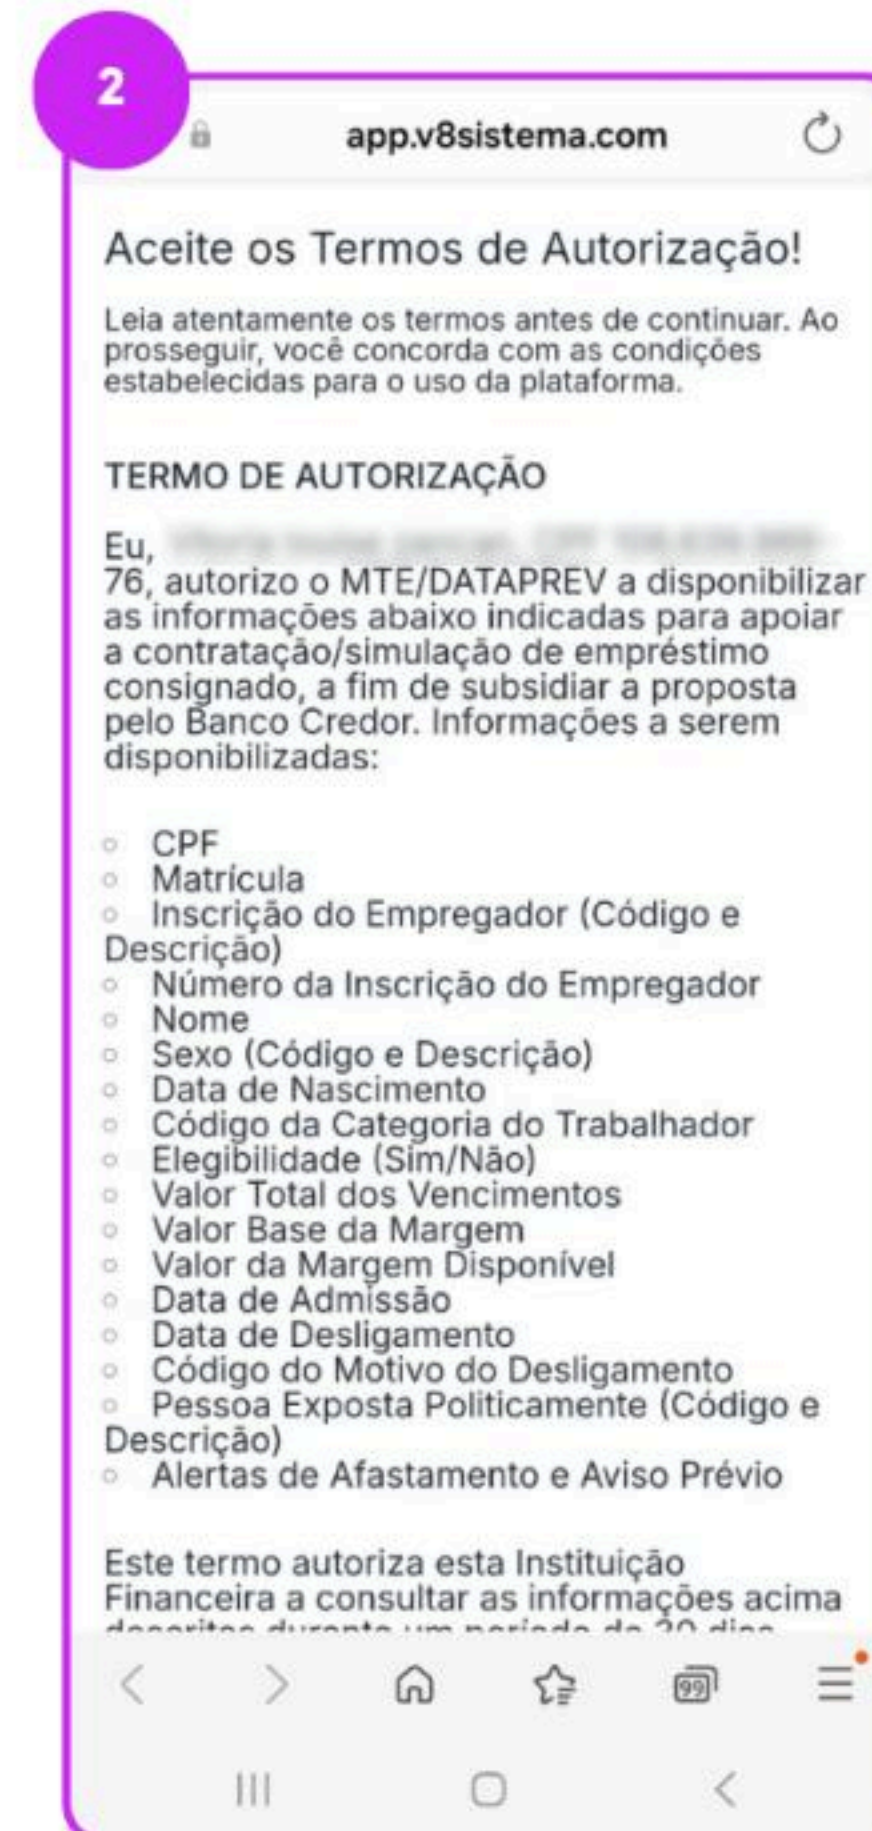 2
app.v8sistema.com
Aceite os Termos de Autorização!
Leia atentamente os termos antes de continuar. Ao
prosseguir, você concorda com as condições
estabelecidas para o uso da plataforma.
TERMO DE AUTORIZAÇÃO
Eu,
76, autorizo o MTE/DATAPREV a disponibilizar
as informações abaixo indicadas para apoiar
a contratação/simulação de empréstimo
consignado, a fim de subsidiar a proposta
pelo Banco Credor. Informações a serem
disponibilizadas:
CPF
Matrícula
Inscrição do Empregador (Código e
Descrição)
Número da Inscrição do Empregador
Nome
Sexo (Código e Descrição)
Data de Nascimento
Código da Categoria do Trabalhador
Elegibilidade (Sim/Não)
Valor Total dos Vencimentos
Valor Base da Margem
Valor da Margem Disponível
Data de Admissão
Data de Desligamento
Código do Motivo do Desligamento
Pessoa Exposta Politicamente (Código e
Descrição)
Alertas de Afastamento e Aviso Prévio
Este termo autoriza esta Instituição
Financeira a consultar as informações acima
99